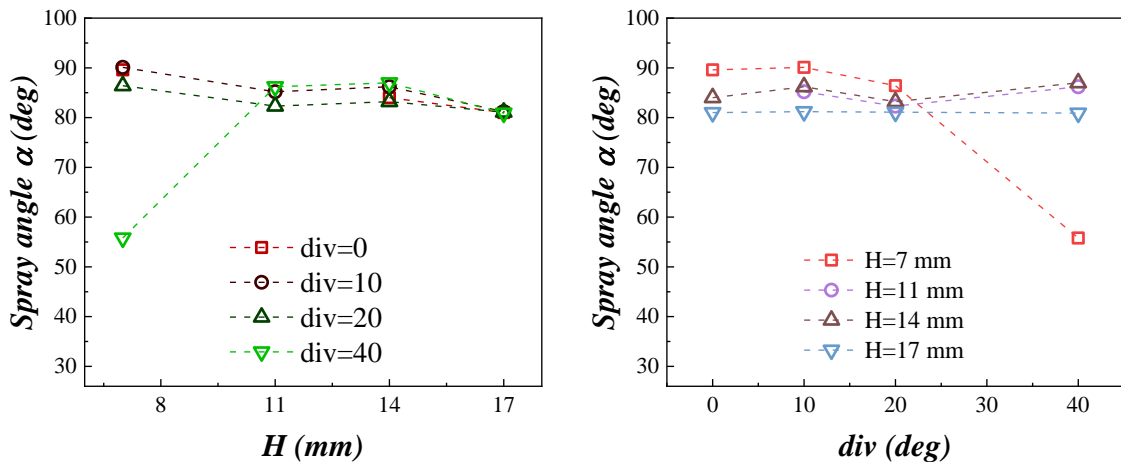 100
90
80
70
60
50
40
30
Spray angle α (deg)
8
11
14
17
H (mm)
div=0
div=10
div=20
div=40
100
90
80
70
60
50
40
30
Spray angle α (deg)
0
10
20
30
40
div (deg)
H=7 mm
H=11 mm
H=14 mm
H=17 mm